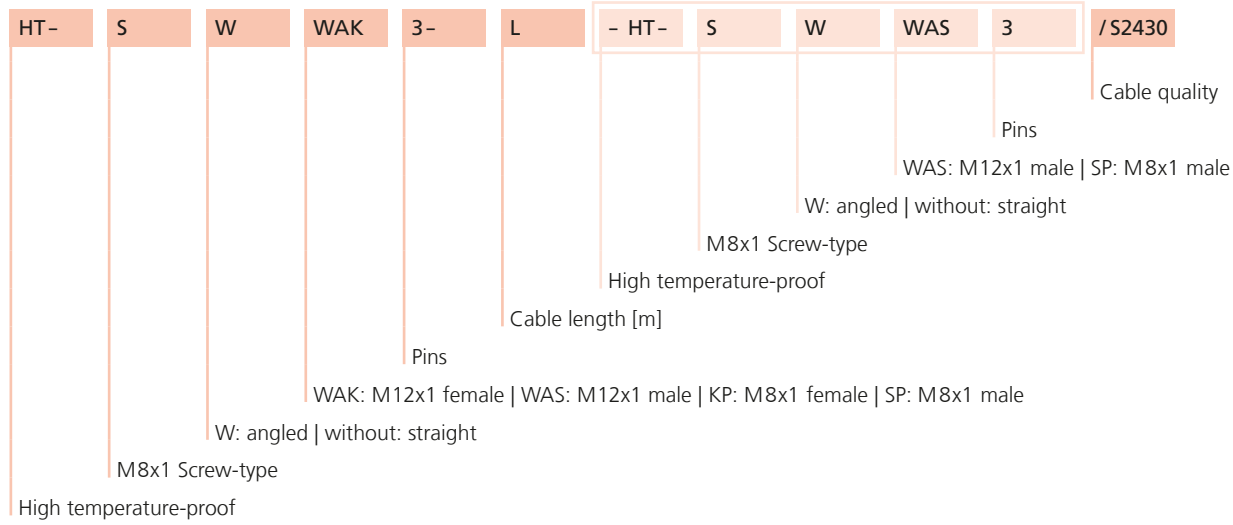 HT– S W WAK 3– L – HT– S W WAS 3 /S2430
Cable quality
Pins
WAS: M12x1 male | SP: M8x1 male
W: angled | without: straight
M8x1 Screw-type
High temperature-proof
Cable length [m]
Pins
WAK: M12x1 female | WAS: M12x1 male | KP: M8x1 female | SP: M8x1 male
W: angled | without: straight
M8x1 Screw-type
High temperature-proof